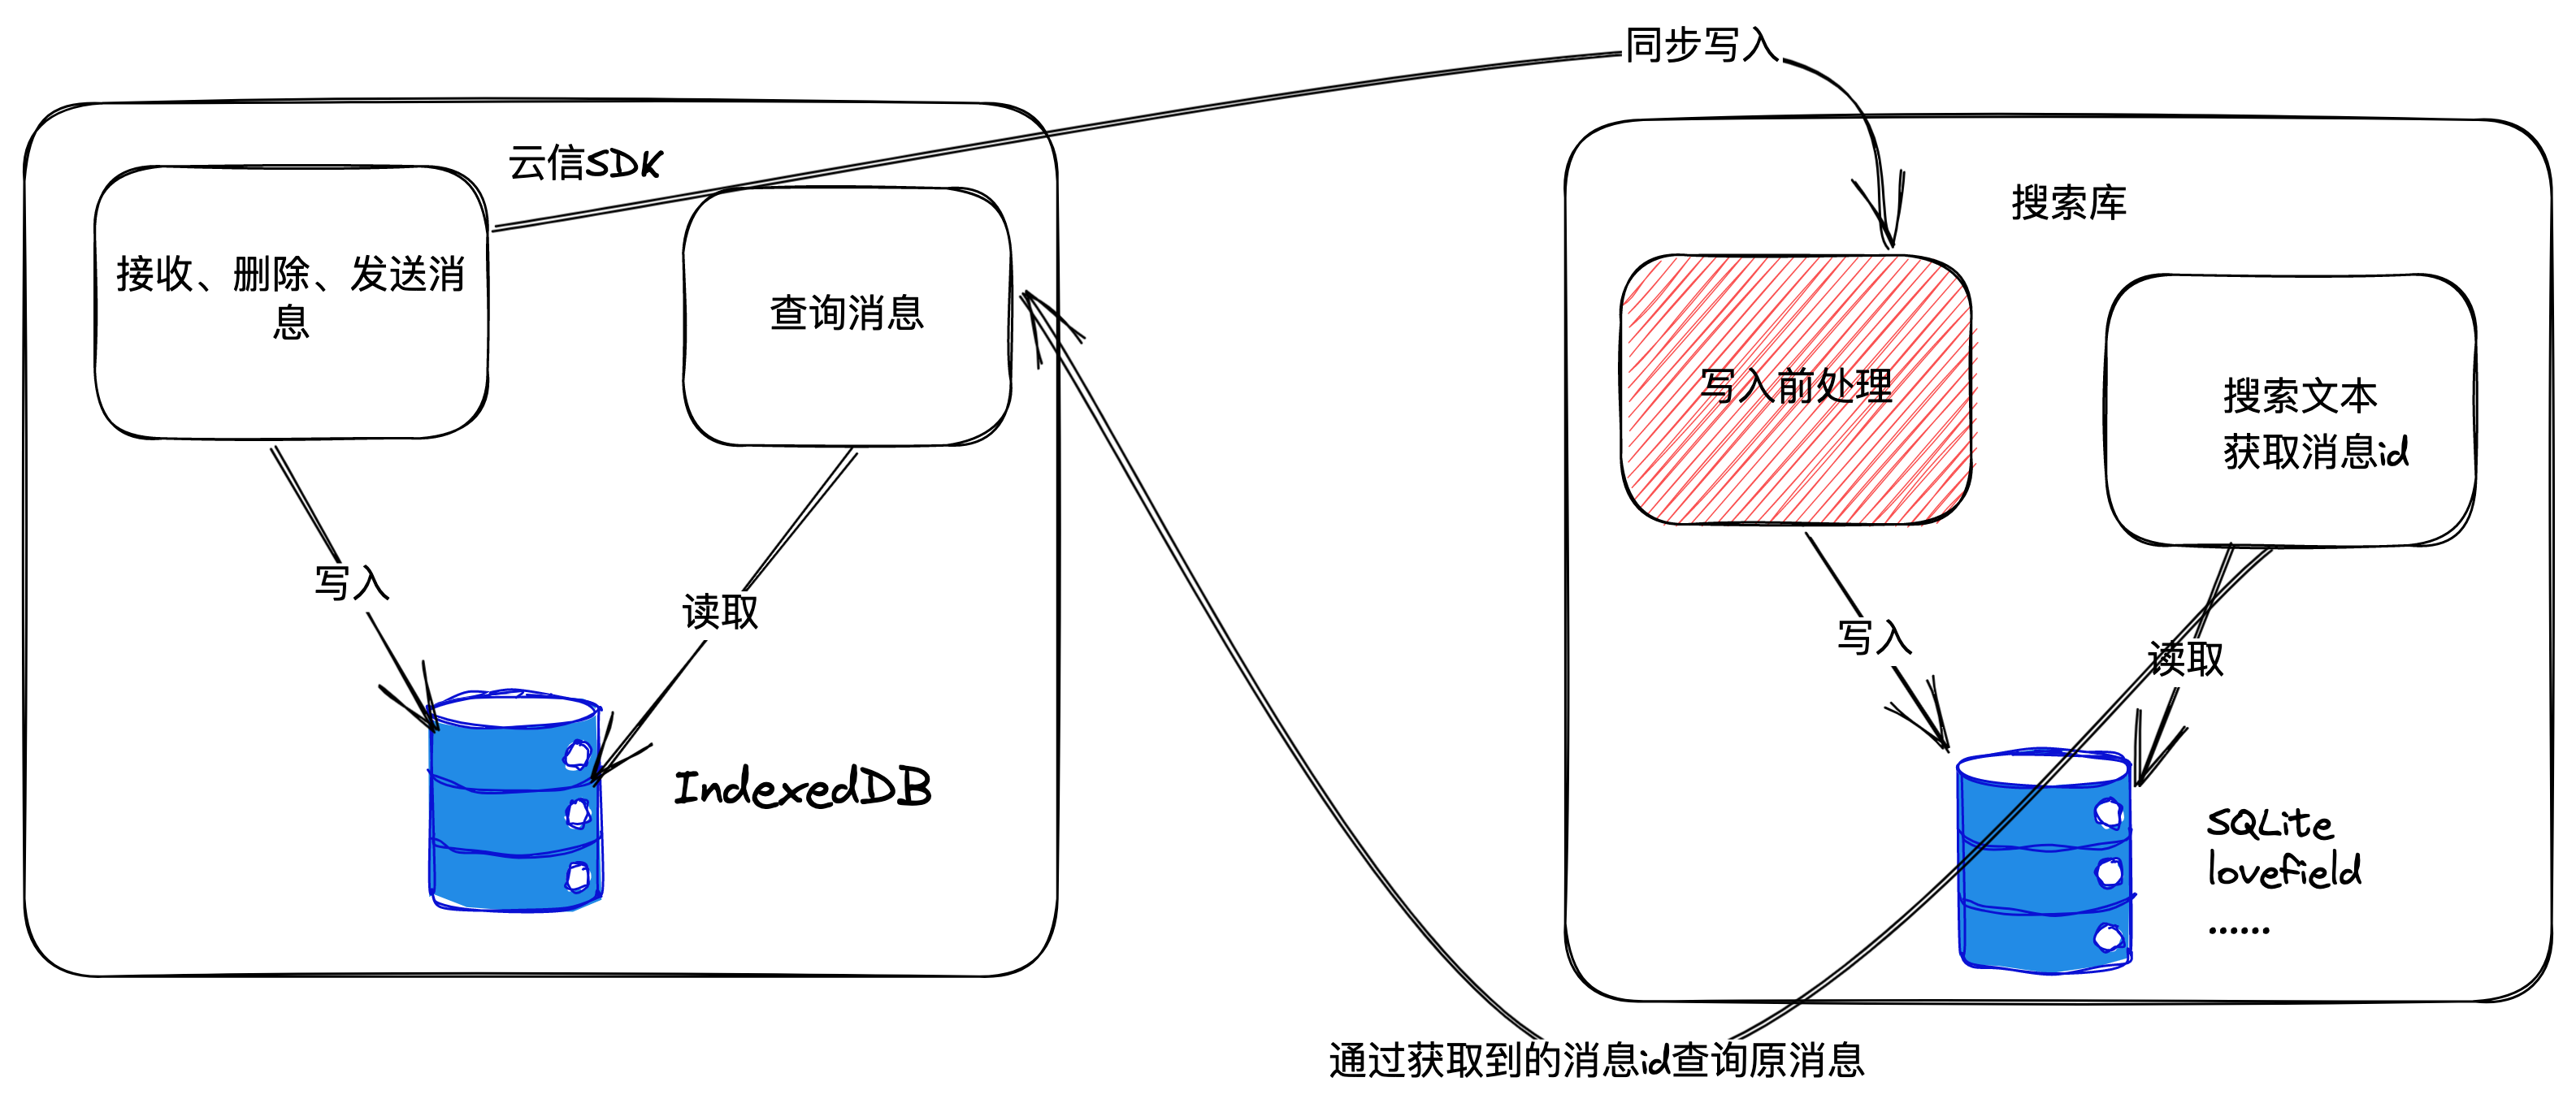 同步写入
云信SDK
接收、删除、发送消
息
查询消息
写入
读取
IndexedDB
搜索库
写入前处理
搜索文本
获取消息id
写入
读取
SQLite
lovefield
......
通过获取到的消息id查询原消息